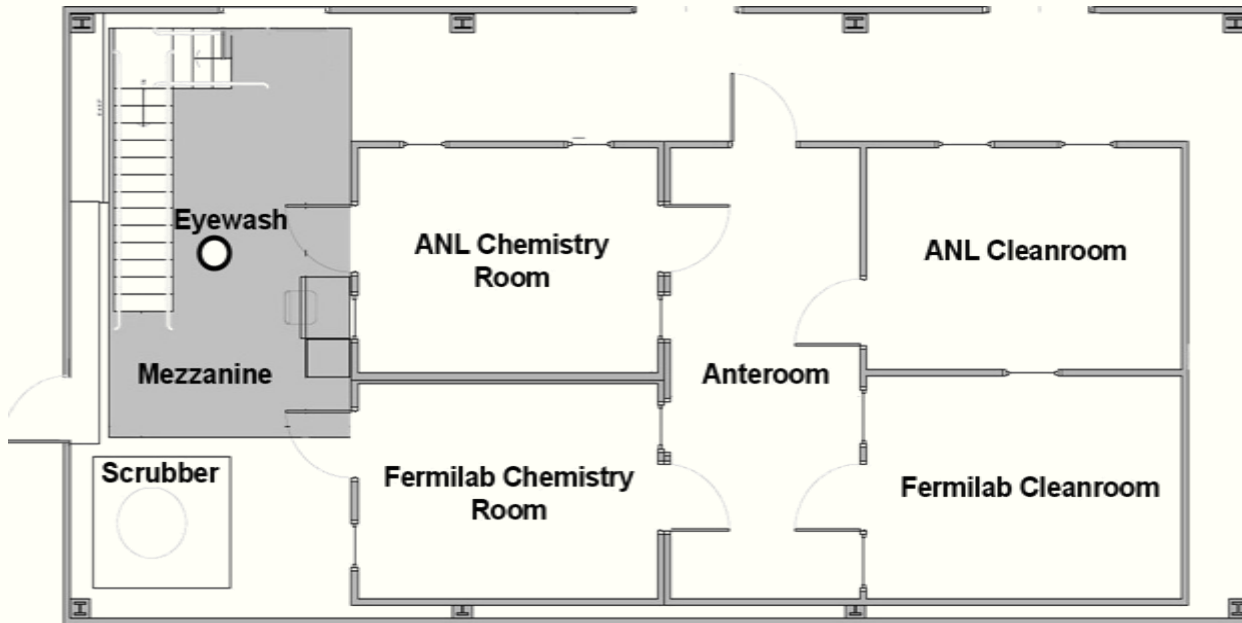 Eyewash
ANL Chemistry
Room
ANL Cleanroom
Mezzanine
Anteroom
Scrubber
Fermilab Chemistry
Room
Fermilab Cleanroom